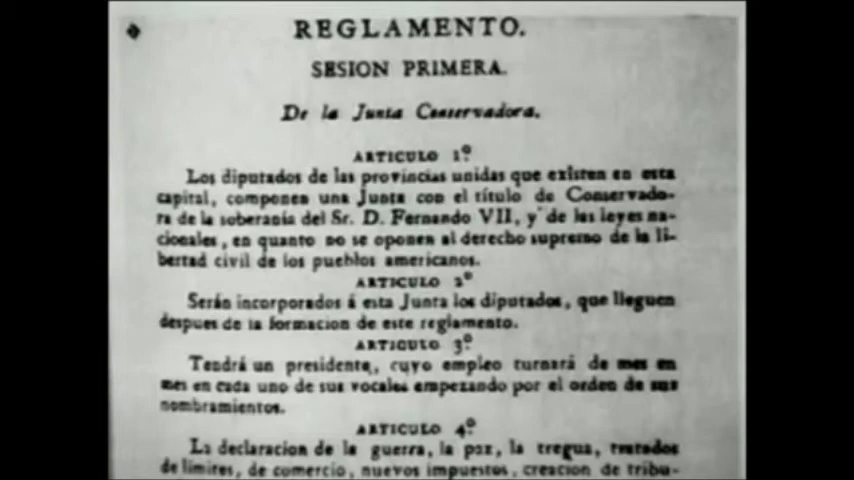 REGLAMENTO.
SESION PRIMERA.
De la Junta Conservadora.
ARTICULO 1º
Los diputados de las provincias unidas que existen en esta
capital, componen una Junta con el título de Conservado-
ra de la soberanía del Sr. D. Fernando VII, y de las leyes na-
cionales, en quanto no se oponen al derecho supremo de la li-
bertad civil de los pueblos americanos.
ARTICULO 2º
Serán incorporados á esta Junta los diputados, que lleguen
despues de la formacion de este reglamento.
ARTICULO 3º
Tendrá un presidente, cuyo empleo turnará de mes en
mes en cada uno de sus vocales empezando por el orden de sus
nombramientos.
ARTICULO 4º
La declaracion de la guerra, la paz, la tregua, tratados
de límites, de comercio, nuevos impuestos, creacion de tribu-